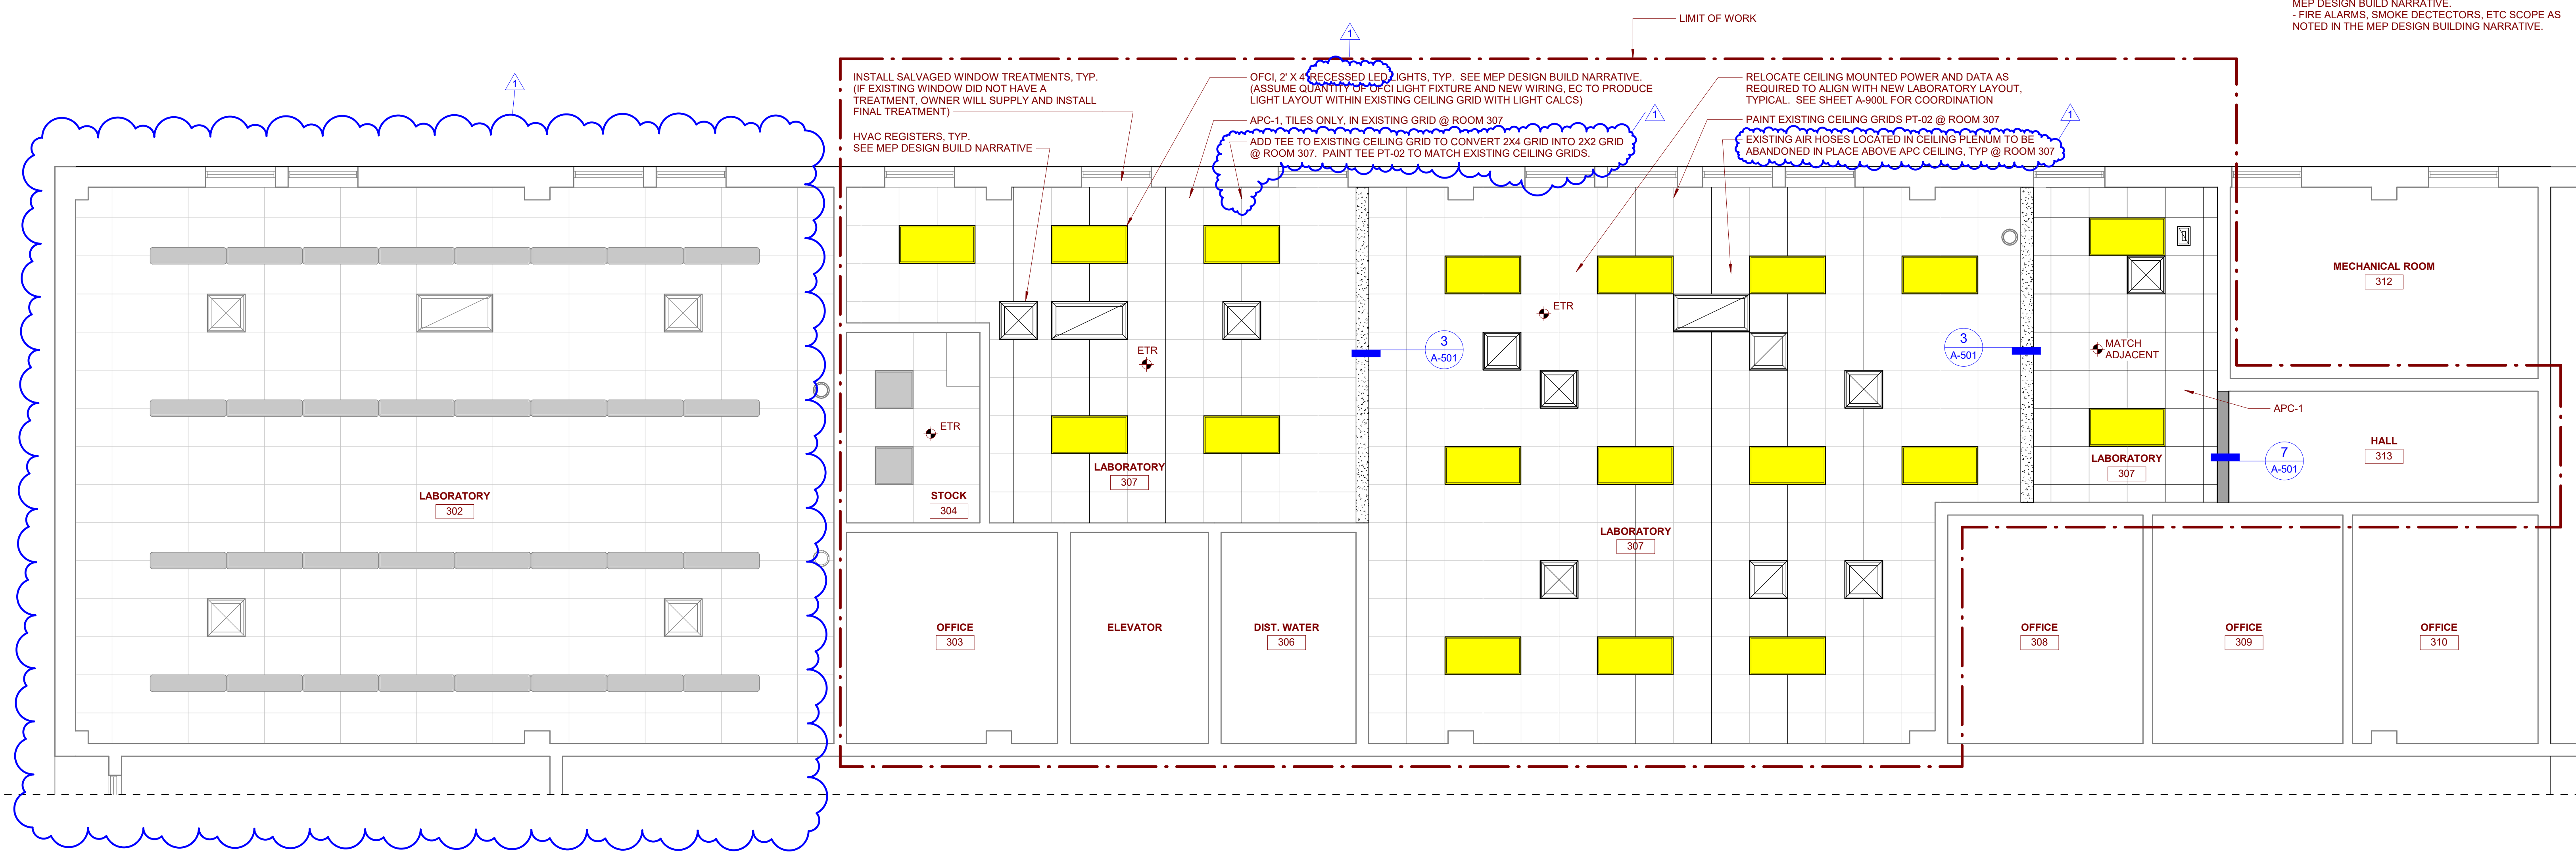 MEP DESIGN BUILD NARRATIVE.
- FIRE ALARMS, SMOKE DECTECTORS, ETC SCOPE AS
NOTED IN THE MEP DESIGN BUILDING NARRATIVE.
LIMIT OF WORK
1
1
INSTALL SALVAGED WINDOW TREATMENTS, TYP.
(IF EXISTING WINDOW DID NOT HAVE A
TREATMENT, OWNER WILL SUPPLY AND INSTALL
FINAL TREATMENT)
HVAC REGISTERS, TYP.
SEE MEP DESIGN BUILD NARRATIVE
OFCI, 2' X 4' RECESSED LED LIGHTS, TYP. SEE MEP DESIGN BUILD NARRATIVE.
(ASSUME QUANTITY OF OFCI LIGHT FIXTURE AND NEW WIRING, EC TO PRODUCE
LIGHT LAYOUT WITHIN EXISTING CEILING GRID WITH LIGHT CALCS)
APC-1, TILES ONLY, IN EXISTING GRID @ ROOM 307
1
ADD TEE TO EXISTING CEILING GRID TO CONVERT 2X4 GRID INTO 2X2 GRID
@ ROOM 307. PAINT TEE PT-02 TO MATCH EXISTING CEILING GRIDS.
RELOCATE CEILING MOUNTED POWER AND DATA AS
REQUIRED TO ALIGN WITH NEW LABORATORY LAYOUT,
TYPICAL. SEE SHEET A-900L FOR COORDINATION
PAINT EXISTING CEILING GRIDS PT-02 @ ROOM 307
1
EXISTING AIR HOSES LOCATED IN CEILING PLENUM TO BE
ABANDONED IN PLACE ABOVE APC CEILING, TYP @ ROOM 307
MECHANICAL ROOM
312
ETR
ETR
ETR
3
A-501
3
A-501
MATCH
ADJACENT
APC-1
HALL
313
7
A-501
LABORATORY
302
STOCK
304
LABORATORY
307
LABORATORY
307
LABORATORY
307
OFFICE
303
ELEVATOR
DIST. WATER
306
OFFICE
308
OFFICE
309
OFFICE
310